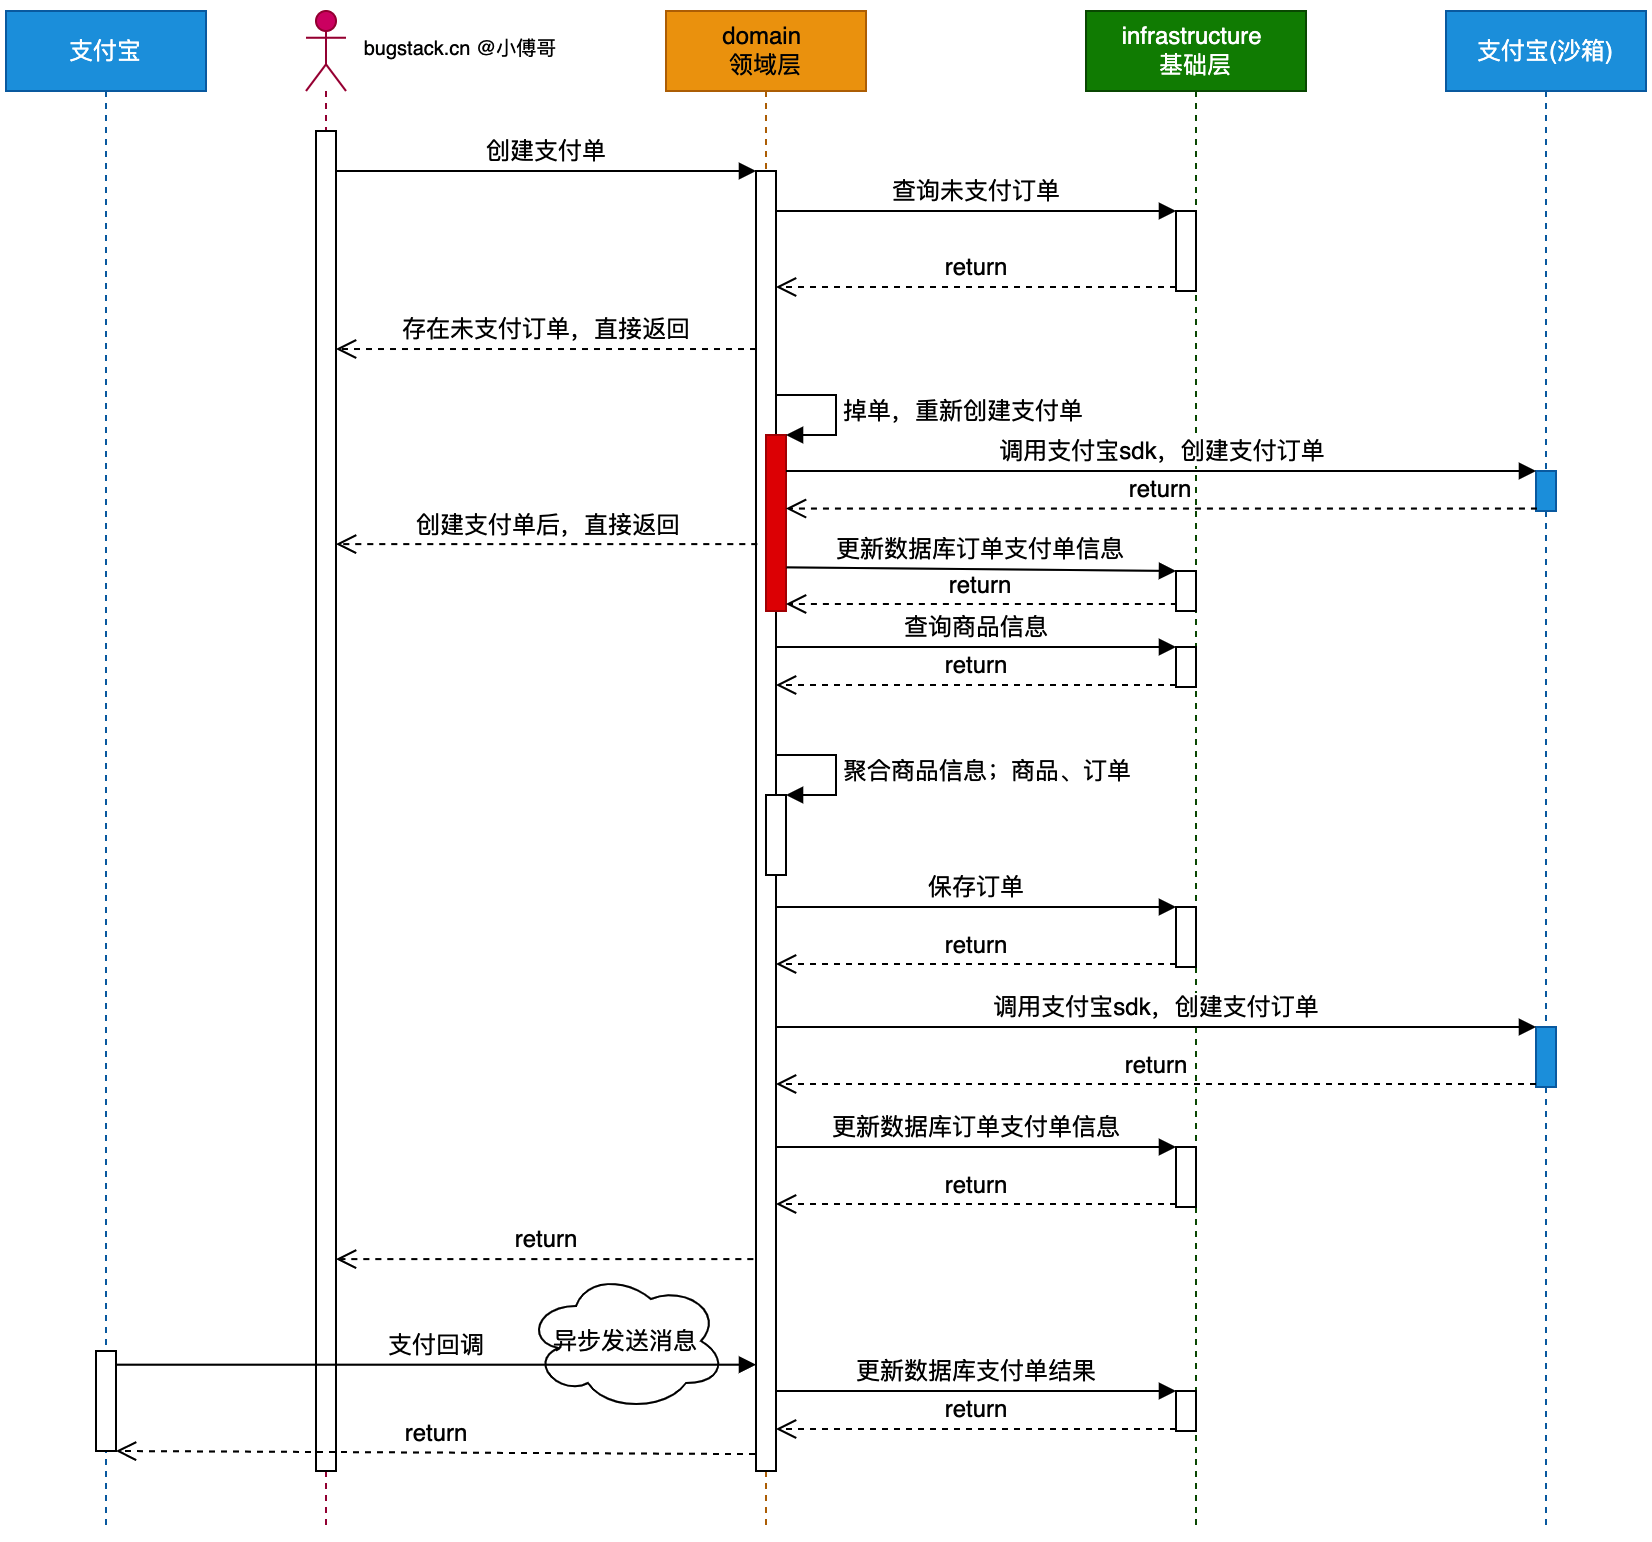 支付宝
bugstack.cn @小傅哥
domain
领域层
infrastructure
基础层
支付宝(沙箱)
创建支付单
查询未支付订单
return
存在未支付订单，直接返回
掉单，重新创建支付单
调用支付宝sdk，创建支付订单
return
创建支付单后，直接返回
更新数据库订单支付单信息
return
查询商品信息
return
聚合商品信息；商品、订单
保存订单
return
调用支付宝sdk，创建支付订单
return
更新数据库订单支付单信息
return
return
异步发送消息
支付回调
更新数据库支付单结果
return
return